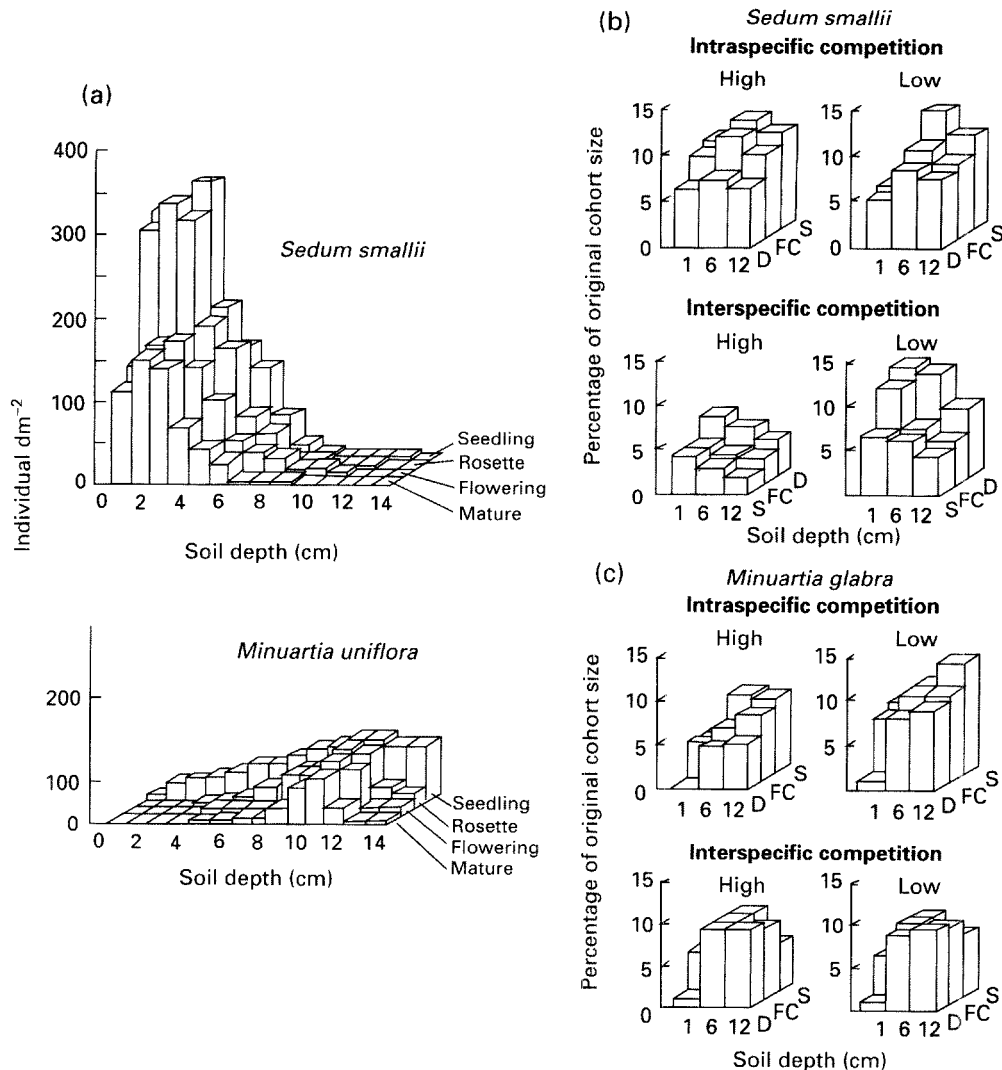 (a)
400
300
200
100
0
Individual dm⁻²
Sedum smallii
Seedling
Rosette
Flowering
Mature
0 2 4 6 8 10 12 14
Soil depth (cm)
Minuartia uniflora
200
100
0
Seedling
Rosette
Flowering
Mature
0 2 4 6 8 10 12 14
Soil depth (cm)
(b)
Sedum smallii
Intraspecific competition
High Low
15
10
5
0
1 6 12 D FC S
15
10
5
0
1 6 12 D FC S
Percentage of original cohort size
Interspecific competition
High Low
10
5
0
1 6 12 S FC D
10
5
0
1 6 12 S FC D
Soil depth (cm)
(c)
Minuartia glabra
Intraspecific competition
High Low
15
10
5
0
1 6 12 D FC S
15
10
5
1 6 12 D FC S
Percentage of original cohort size
Interspecific competition
High Low
15
10
5
0
1 6 12 D FC S
15
10
5
1 6 12 D FC S
Soil depth (cm)